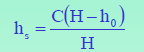 hₛ = C(H−h₀) / H